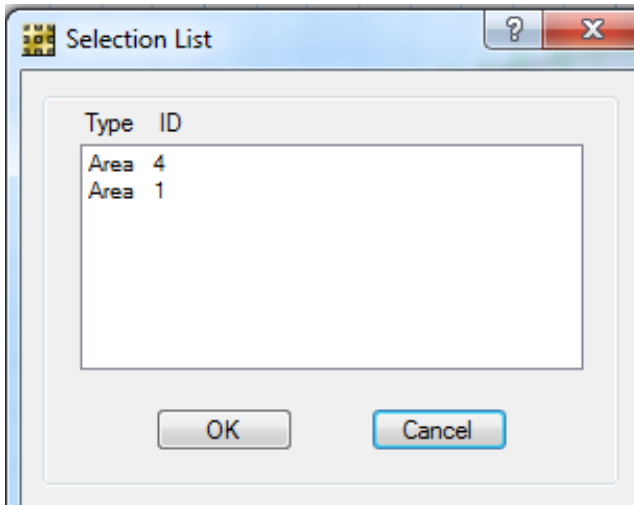 Selection List
?
X
Type ID
Area 4
Area 1
OK
Cancel